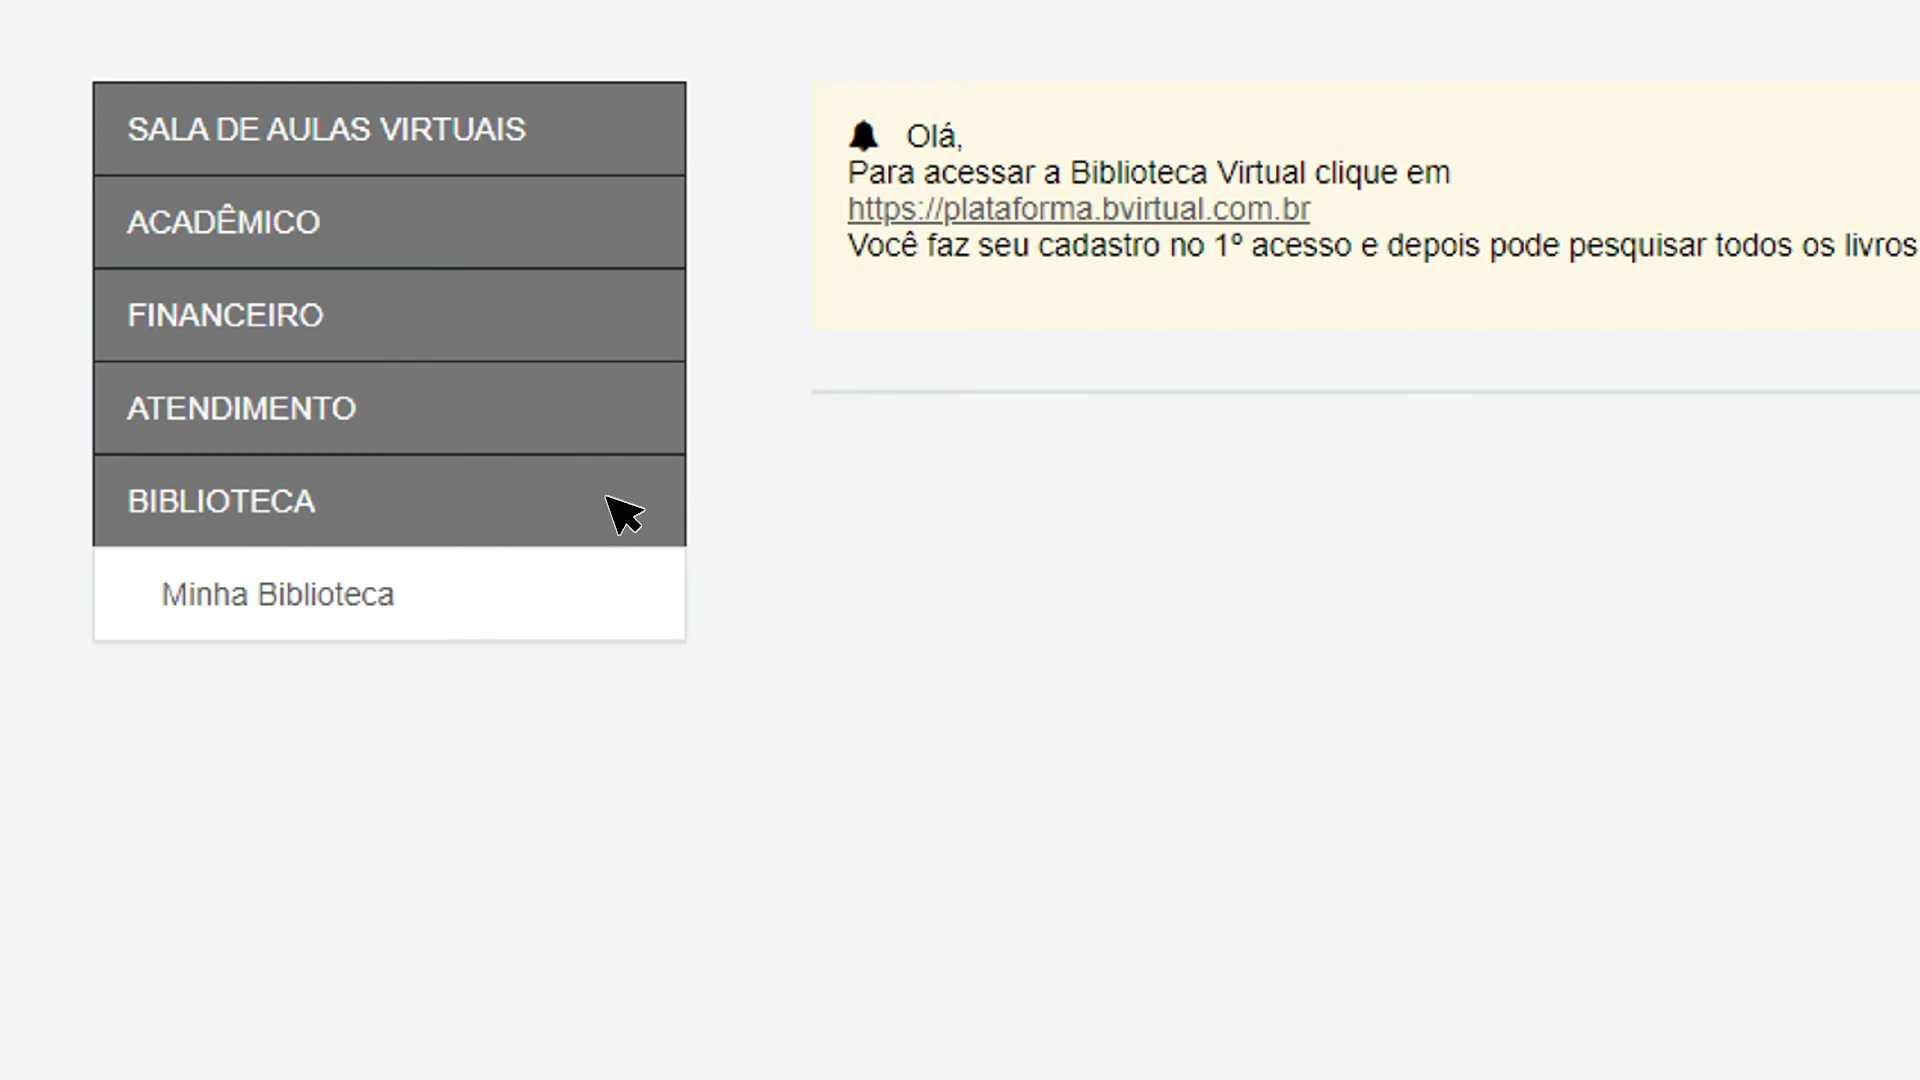 SALA DE AULAS VIRTUAIS
ACADÊMICO
FINANCEIRO
ATENDIMENTO
BIBLIOTECA
Minha Biblioteca
Olá,
Para acessar a Biblioteca Virtual clique em
https://plataforma.bvirtual.com.br
Você faz seu cadastro no 1º acesso e depois pode pesquisar todos os livros